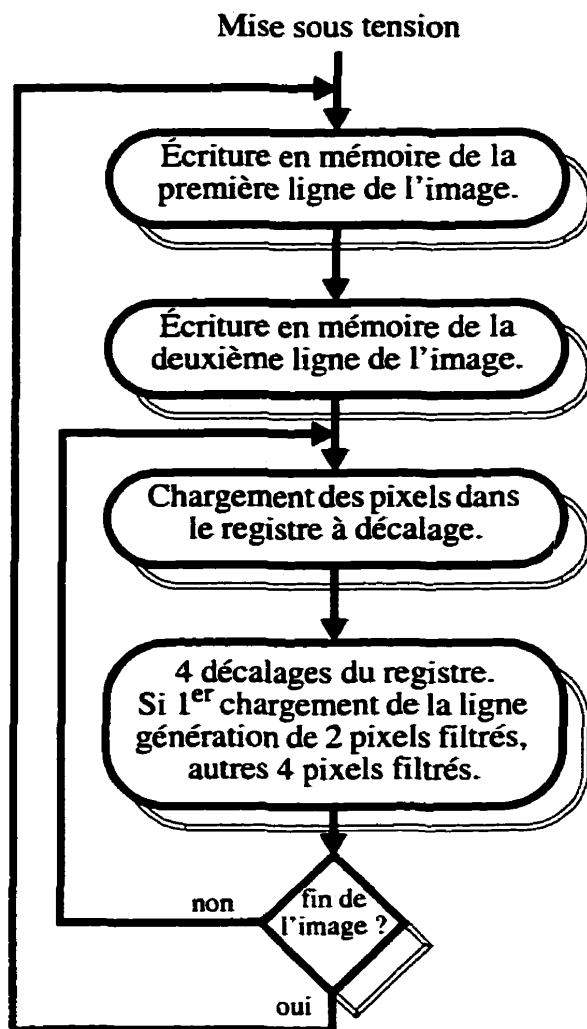 Mise sous tension
Écriture en mémoire de la
première ligne de l'image.
Écriture en mémoire de la
deuxième ligne de l'image.
Chargement des pixels dans
le registre à décalage.
4 décalages du registre.
Si 1er chargement de la ligne
génération de 2 pixels filtrés,
autres 4 pixels filtrés.
non
fin de
l'image ?
oui